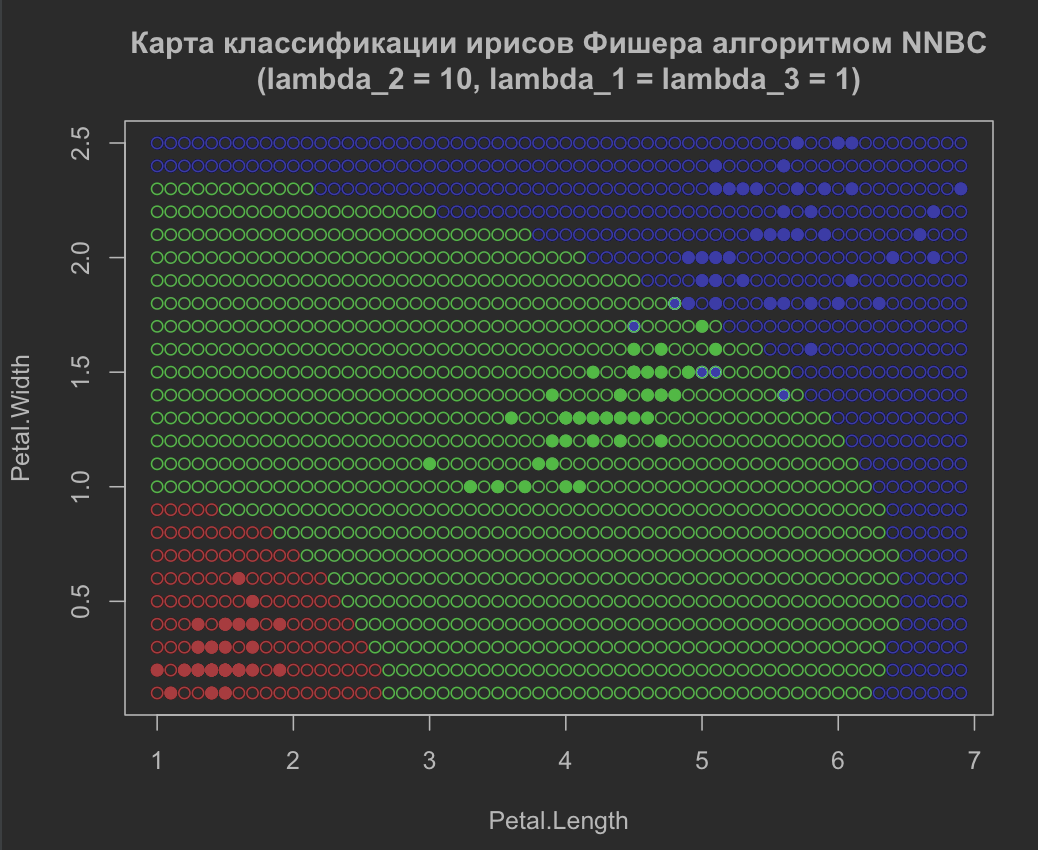 Карта классификации ирисов Фишера алгоритмом NNBC
(lambda_2 = 10, lambda_1 = lambda_3 = 1)
2.5
2.0
1.5
1.0
0.5
Petal.Width
1 2 3 4 5 6 7
Petal.Length